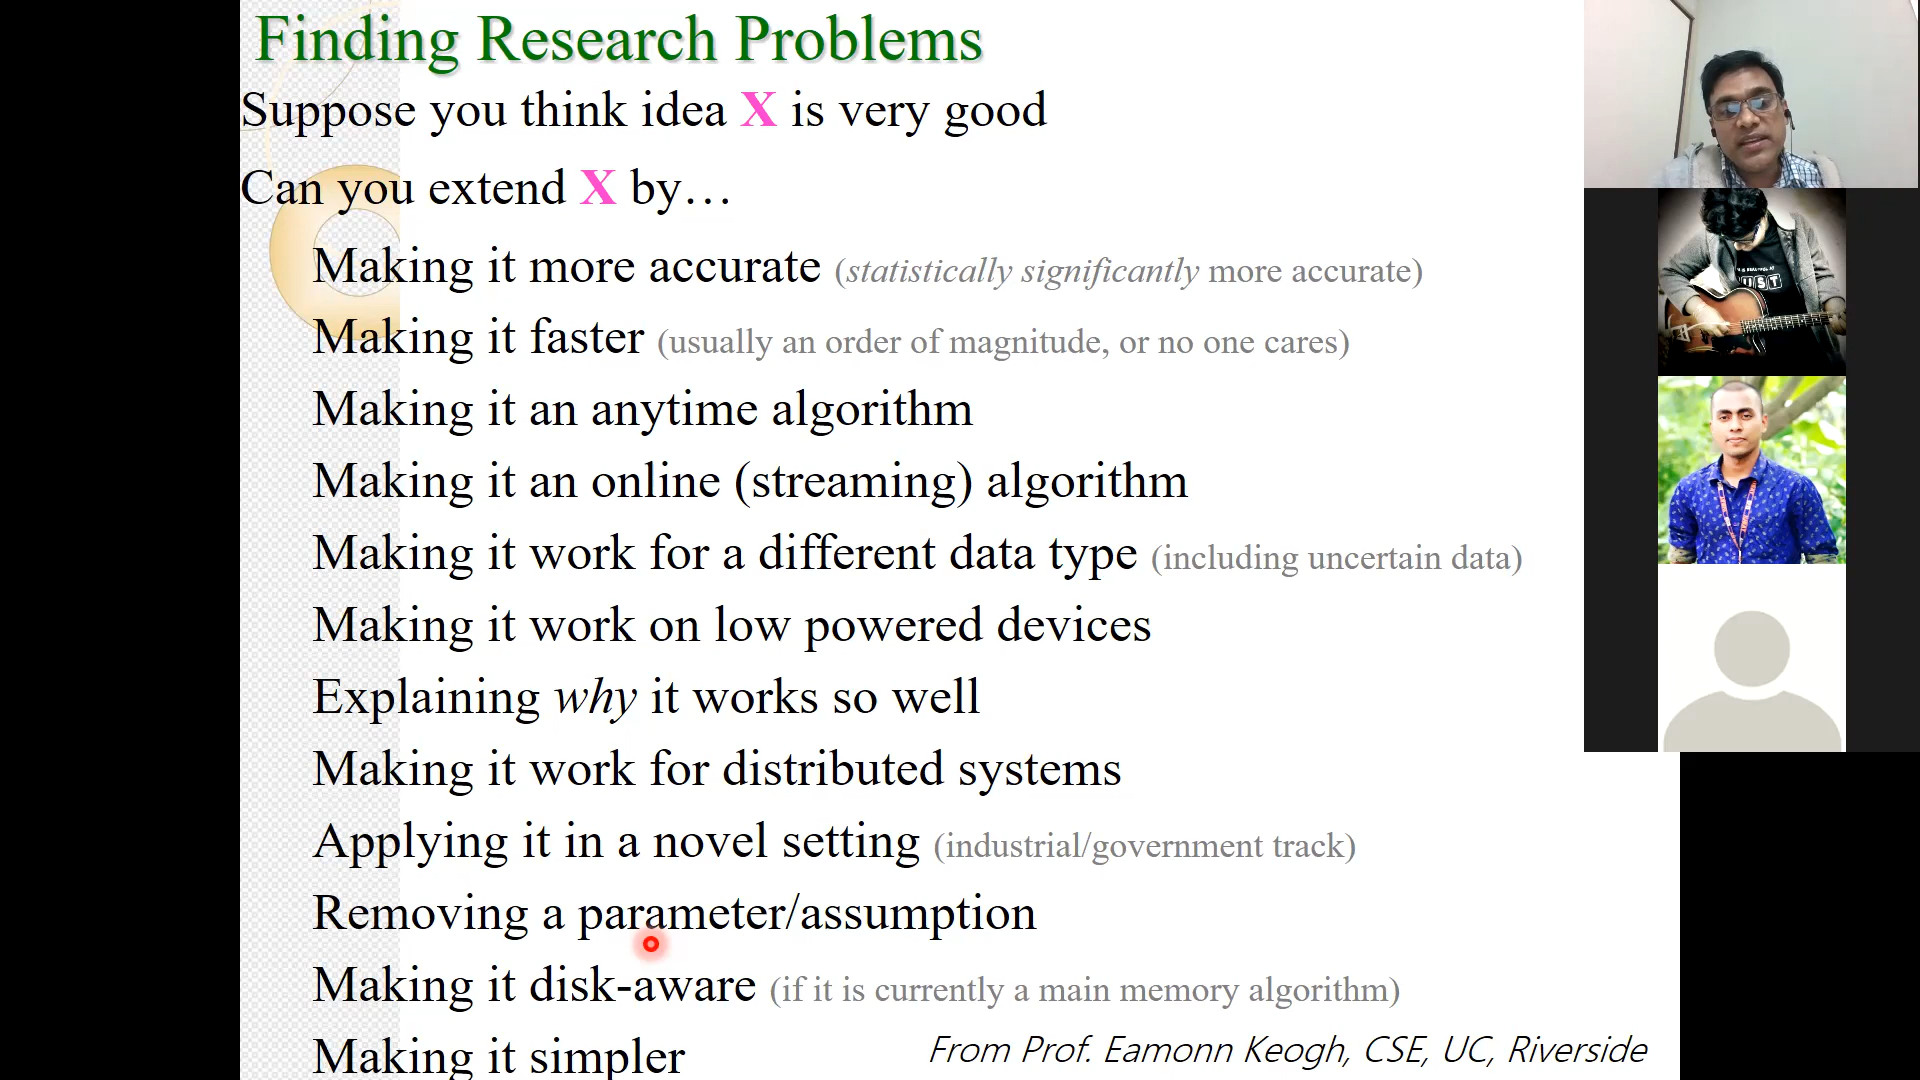 Finding Research Problems
Suppose you think idea X is very good
Can you extend X by…
Making it more accurate (statistically significantly more accurate)
Making it faster (usually an order of magnitude, or no one cares)
Making it an anytime algorithm
Making it an online (streaming) algorithm
Making it work for a different data type (including uncertain data)
Making it work on low powered devices
Explaining why it works so well
Making it work for distributed systems
Applying it in a novel setting (industrial/government track)
Removing a parameter/assumption
Making it disk-aware (if it is currently a main memory algorithm)
Making it simpler
From Prof. Eamonn Keogh, CSE, UC, Riverside